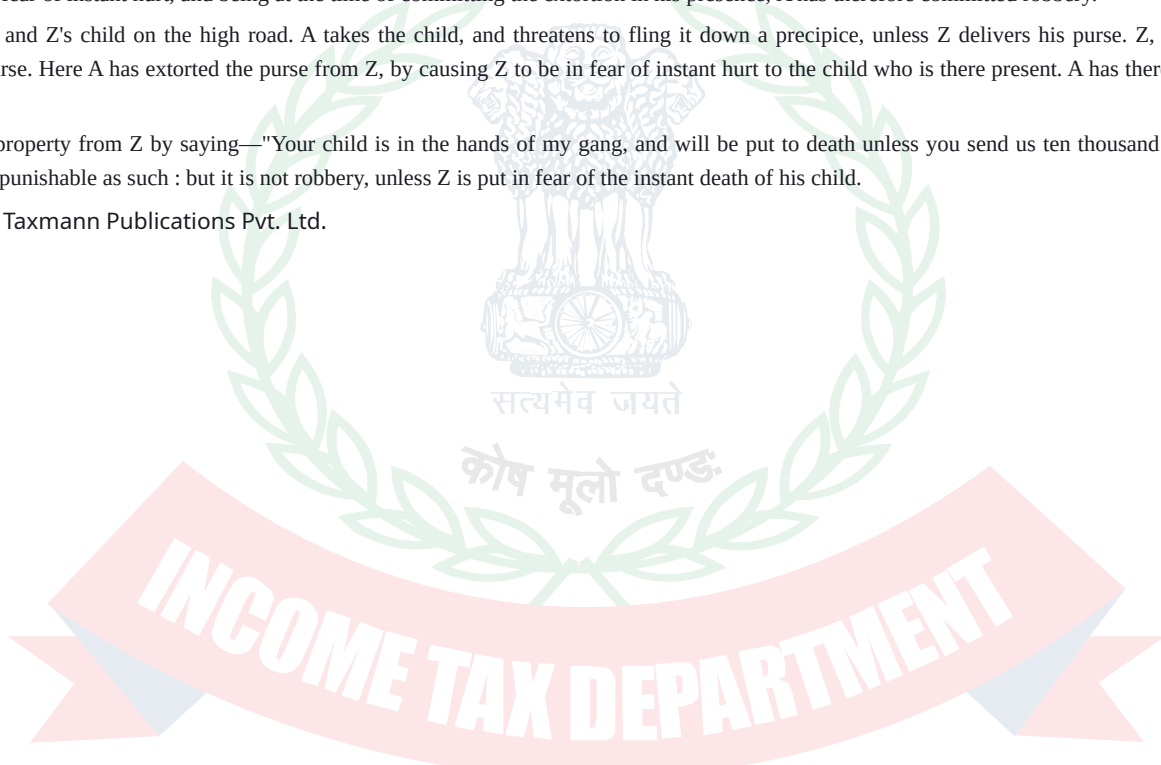 fear of instant hurt, and being at the time of committing the extortion in his presence, A has therefore committed robbery.
and Z's child on the high road. A takes the child, and threatens to fling it down a precipice, unless Z delivers his purse. Z,
rse. Here A has extorted the purse from Z, by causing Z to be in fear of instant hurt to the child who is there present. A has ther
property from Z by saying—"Your child is in the hands of my gang, and will be put to death unless you send us ten thousand
punishable as such : but it is not robbery, unless Z is put in fear of the instant death of his child.
Taxmann Publications Pvt. Ltd.
सत्यमेव जयते
कोष मूलो दण्डः
INCOME TAX DEPARTMENT